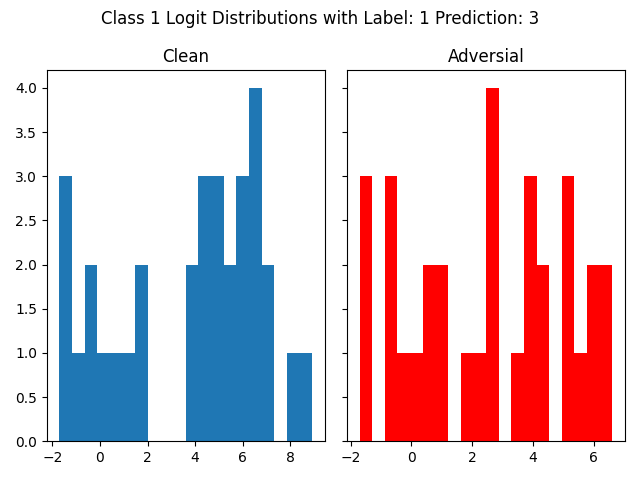 Class 1 Logit Distributions with Label: 1 Prediction: 3
Clean
Adversial
4.0
3.5
3.0
2.5
2.0
1.5
1.0
0.5
0.0
−2 0 2 4 6 8
−2 0 2 4 6